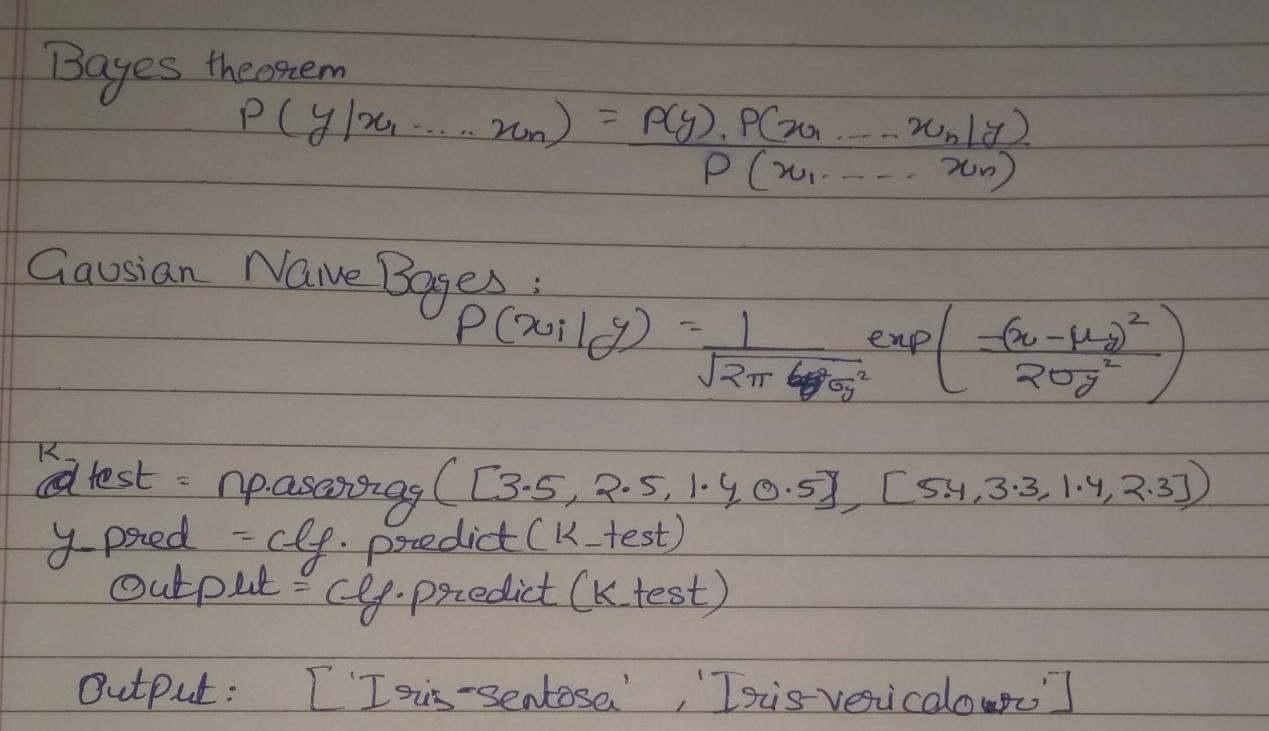 Bayes theorem
P(y|x₁ ..... xₙ) = P(y). P(x₁ ..... xₙ|y) / P(x₁. - - - . xₙ)
Gausian Naive Bayes :
P(xi|y) = 1 / √2π σy² exp( -(x-μy)² / 2σy² )
K_test = np.asarray([3.5, 2.5, 1.4, 0.5], [5.4, 3.3, 1.4, 2.3])
y_pred = clf. predict(K_test)
Output = clf.predict(K_test)
Output: ['Iris-sentosa' , 'Iris-vericalour']